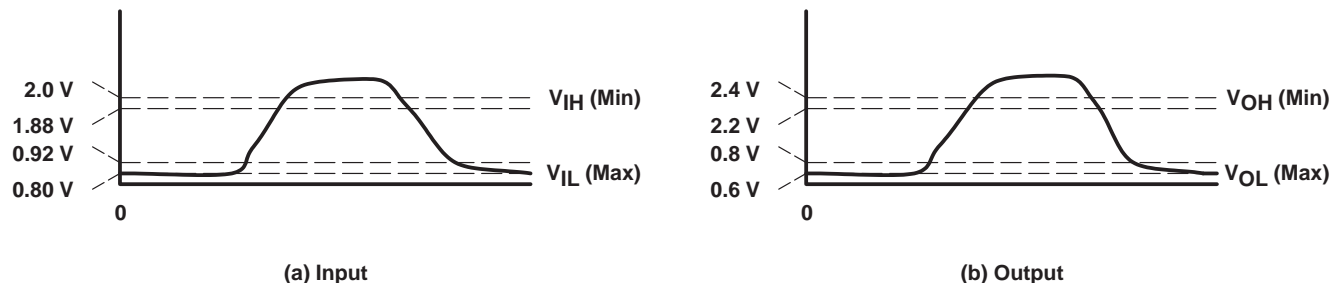 2.0 V
1.88 V
0.92 V
0.80 V
0
VIH (Min)
VIL (Max)
(a) Input
2.4 V
2.2 V
0.8 V
0.6 V
0
VOH (Min)
VOL (Max)
(b) Output